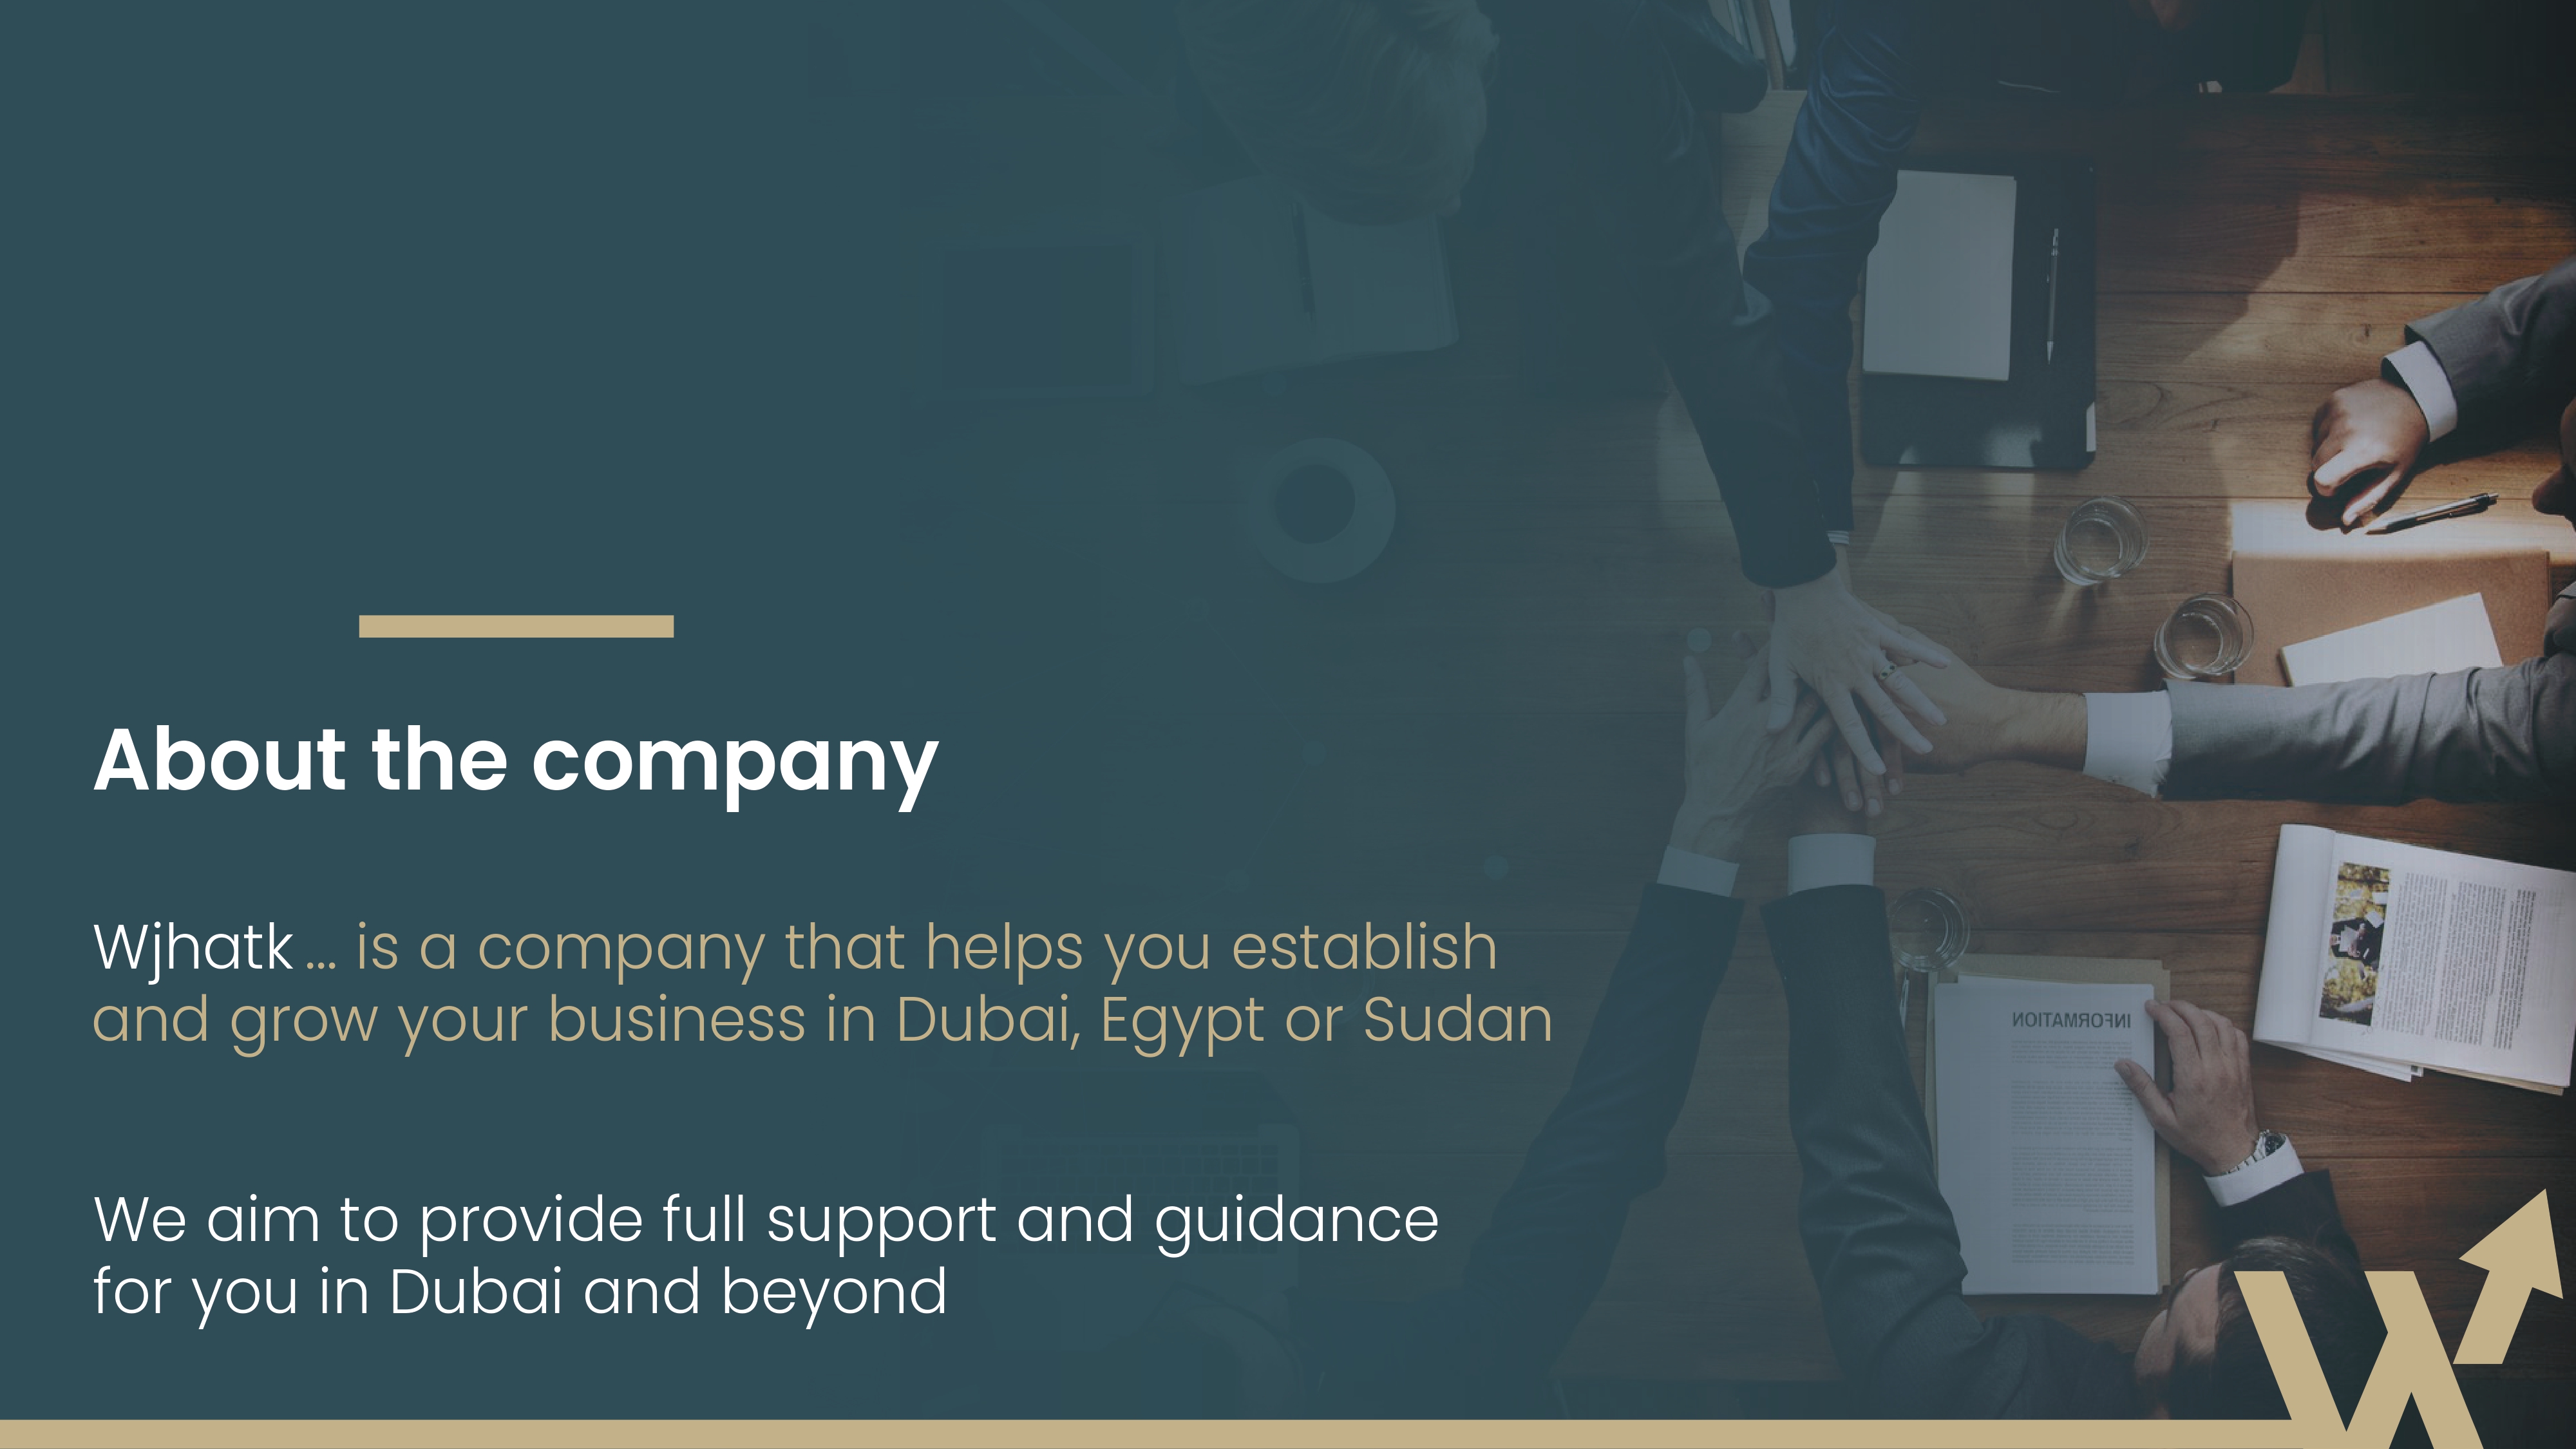 About the company
Wjhatk ... is a company that helps you establish
and grow your business in Dubai, Egypt or Sudan
We aim to provide full support and guidance
for you in Dubai and beyond
INFORMATION
W